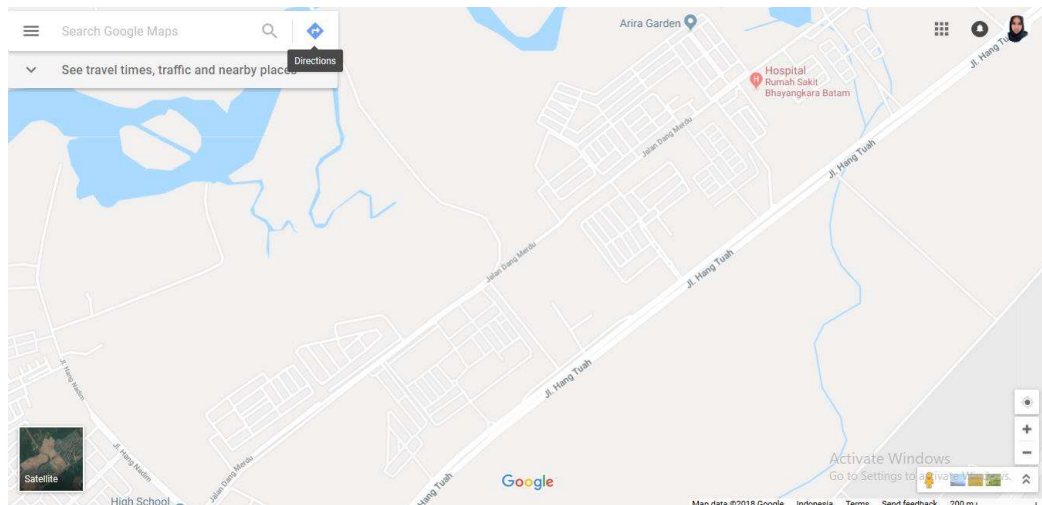 Search Google Maps
Directions
See travel times, traffic and nearby places
Arira Garden
Jl. Hang Tuah
Hospital
Rumah Sakit
Bhayangkara Batam
H
Jalan Dang Merdu
Jl. Hang Tuah
Jalan Dang Merdu
Jl. Hang Tuah
Jl. Hang Nadim
Jl. Hang Tuah
Jl. Hang Nadim
Jalan Dang Merdu
Hang Tuah
Satellite
High School
Google
Activate Windows
Go to Settings to activate Windows.
Map data ©2018 Google Indonesia Terms Send feedback 200 m